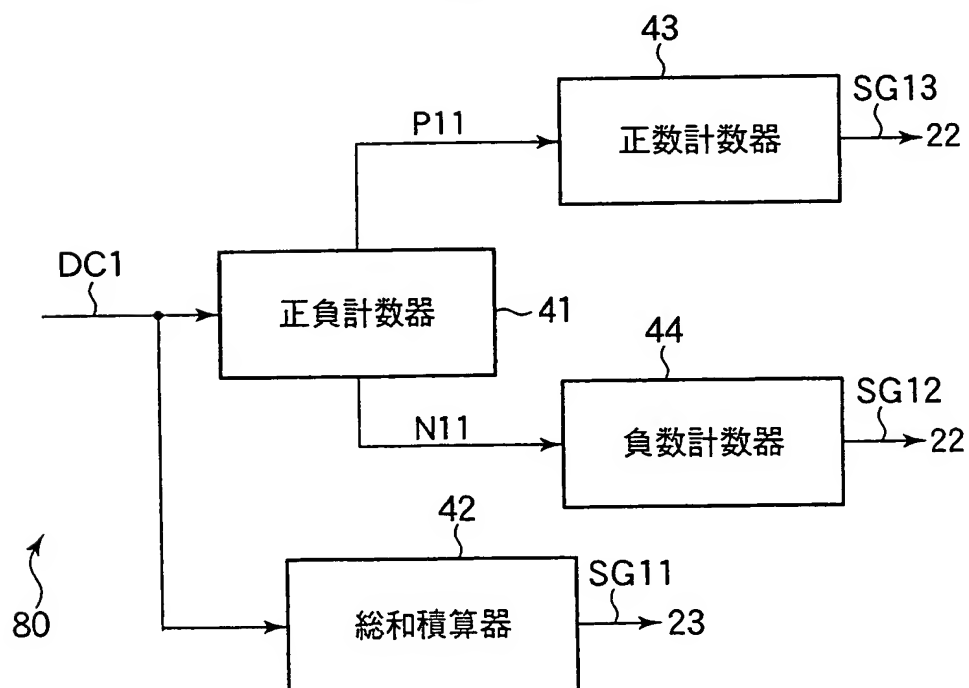 43
SG13
P11
正数計数器
22
DC1
正負計数器
41
44
SG12
N11
負数計数器
22
42
SG11
80
総和積算器
23